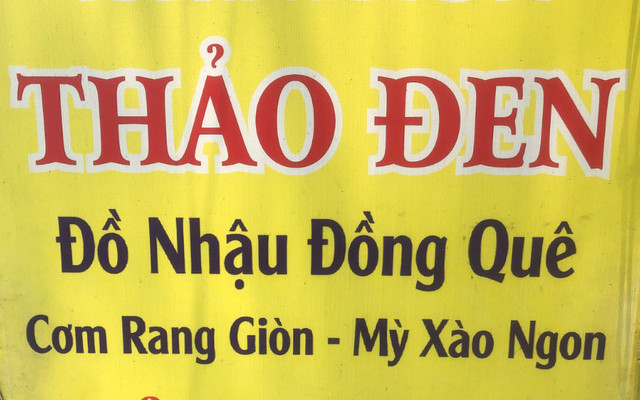 THẢO ĐEN
Đồ Nhậu Đồng Quê
Cơm Rang Giòn - Mỳ Xào Ngon